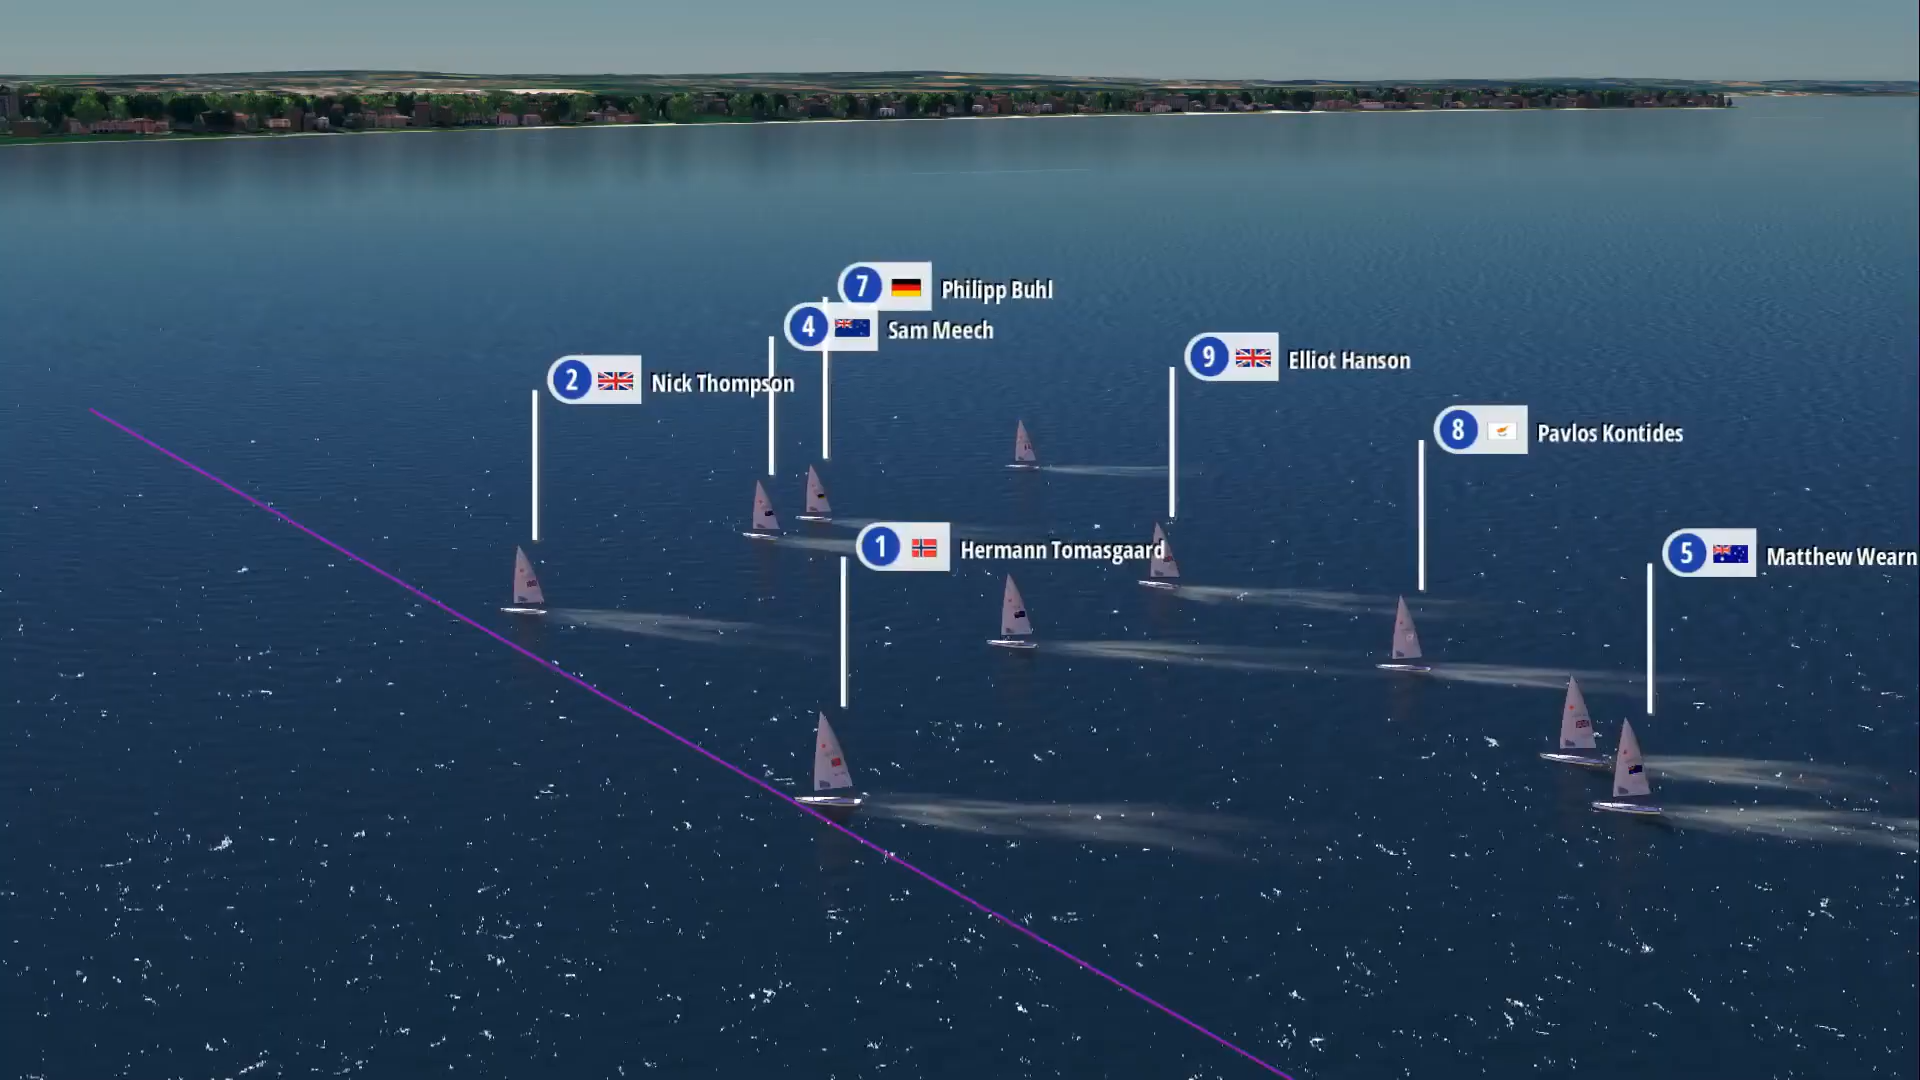 7 Philipp Buhl
4 Sam Meech
9 Elliot Hanson
2 Nick Thompson
8 Pavlos Kontides
1 Hermann Tomasgaard
5 Matthew Wearn